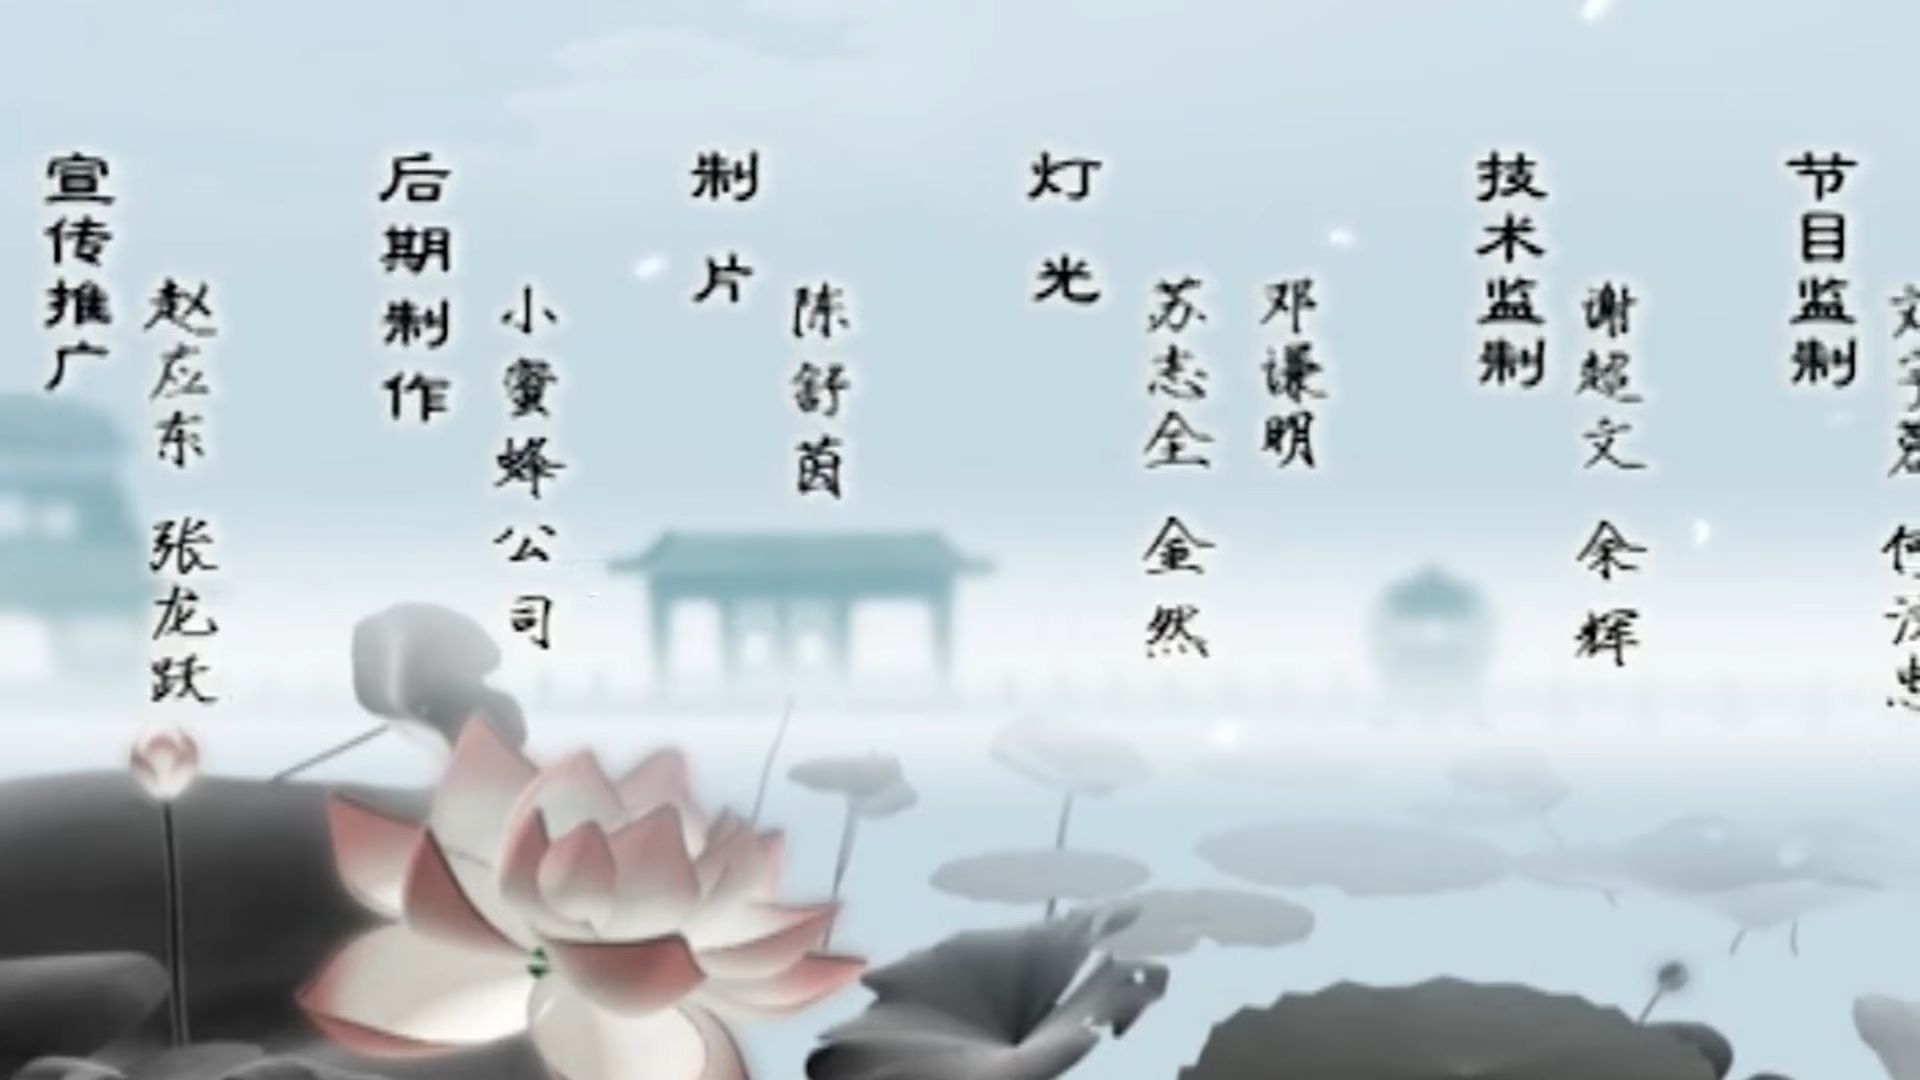 宣传推广
赵应东 张龙跃
后期制作
小蜜蜂公司
制片
陈舒茵
灯光
苏志全 金然
邓谦明
技术监制
谢超文 余辉
节目监制